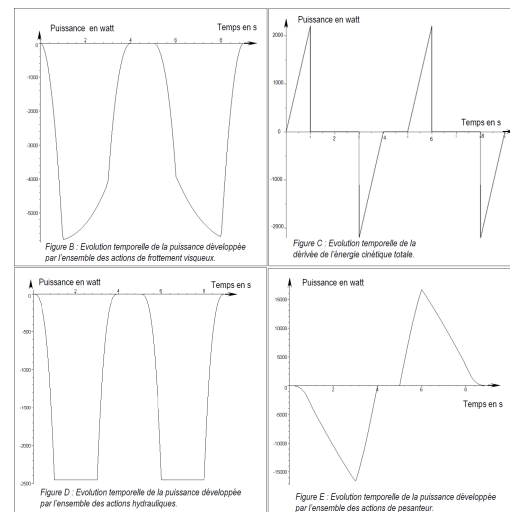 Puissance en watt
Temps en s
0
2
4
6
8
-1000
-2000
-3000
-4000
-5000
Figure B : Evolution temporelle de la puissance développée
par l'ensemble des actions de frottement visqueux.
Puissance en watt
2000
1000
0
Temps en s
1
3
4
6
-1000
-2000
Figure C : Evolution temporelle de la
dérivée de l'énergie cinétique totale.
Puissance en watt
Temps en s
0
2
4
6
8
-500
-1000
-1500
-2000
-2500
Figure D : Evolution temporelle de la puissance développée
par l'ensemble des actions hydrauliques.
Puissance en watt
15000
10000
5000
0
2
4
6
8
Temps en s
-5000
-10000
-15000
Figure E : Evolution temporelle de la puissance développée
par l'ensemble des actions de pesanteur.